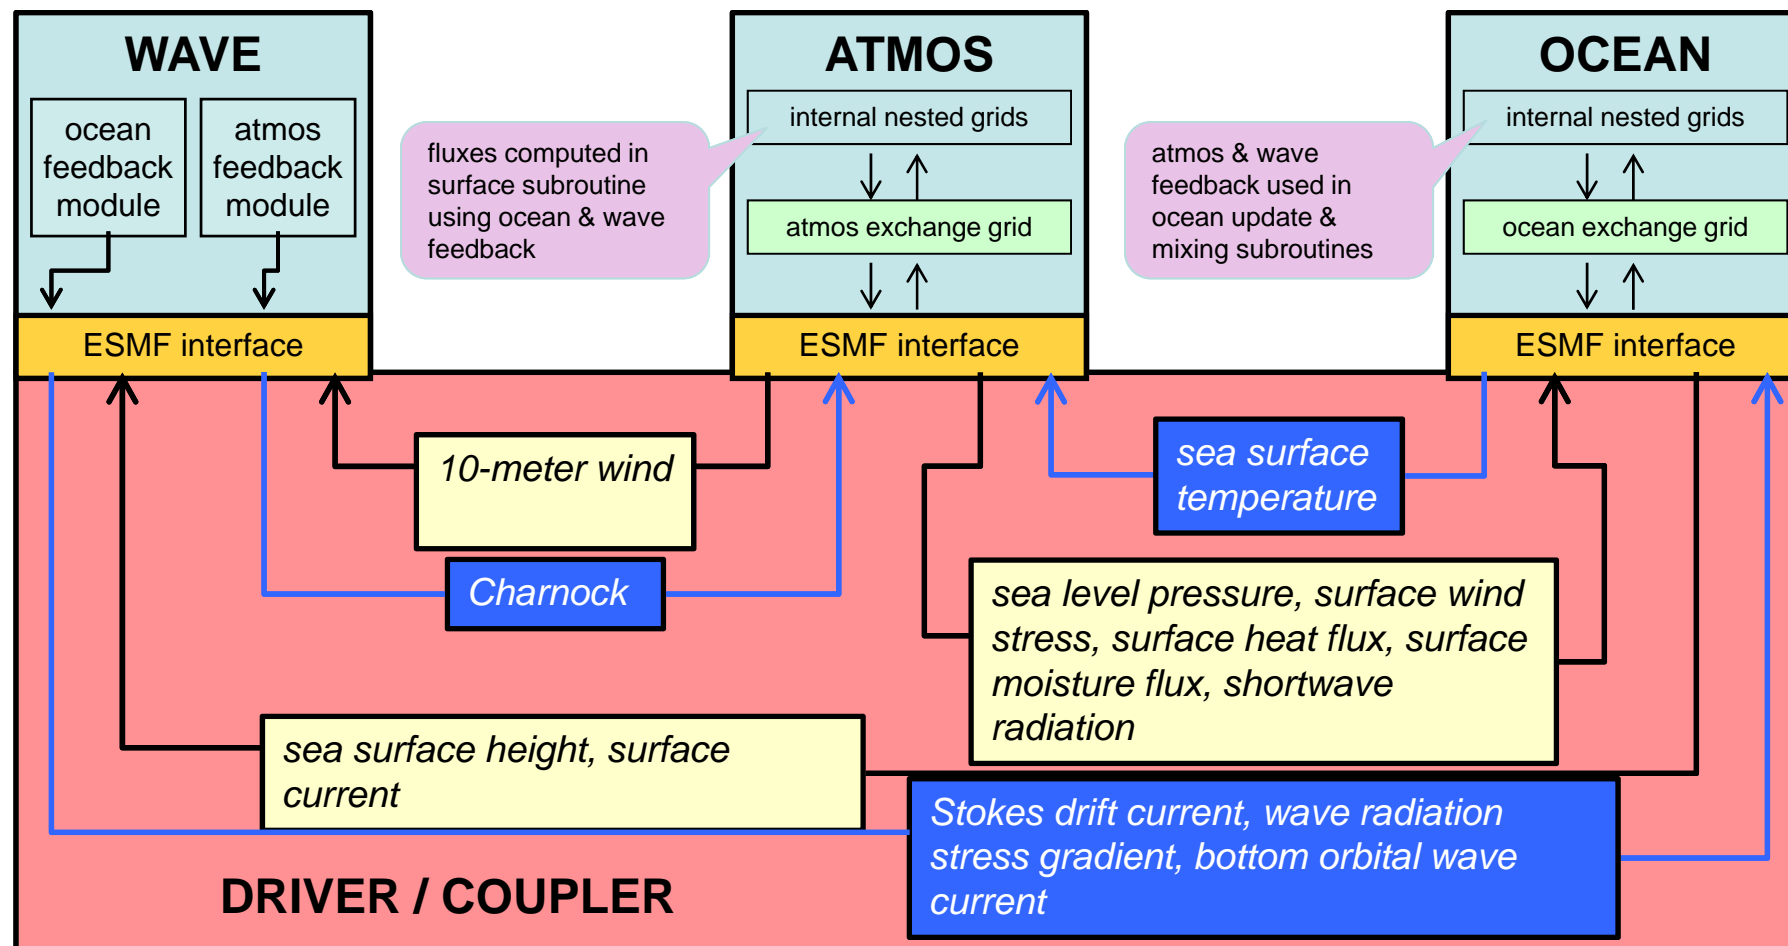 WAVE
ocean
feedback
module
atmos
feedback
module
ESMF interface
fluxes computed in
surface subroutine
using ocean & wave
feedback
ATMOS
internal nested grids
atmos exchange grid
ESMF interface
atmos & wave
feedback used in
ocean update &
mixing subroutines
OCEAN
internal nested grids
ocean exchange grid
ESMF interface
10-meter wind
sea surface
temperature
Charnock
sea level pressure, surface wind
stress, surface heat flux, surface
moisture flux, shortwave
radiation
sea surface height, surface
current
Stokes drift current, wave radiation
stress gradient, bottom orbital wave
current
DRIVER / COUPLER